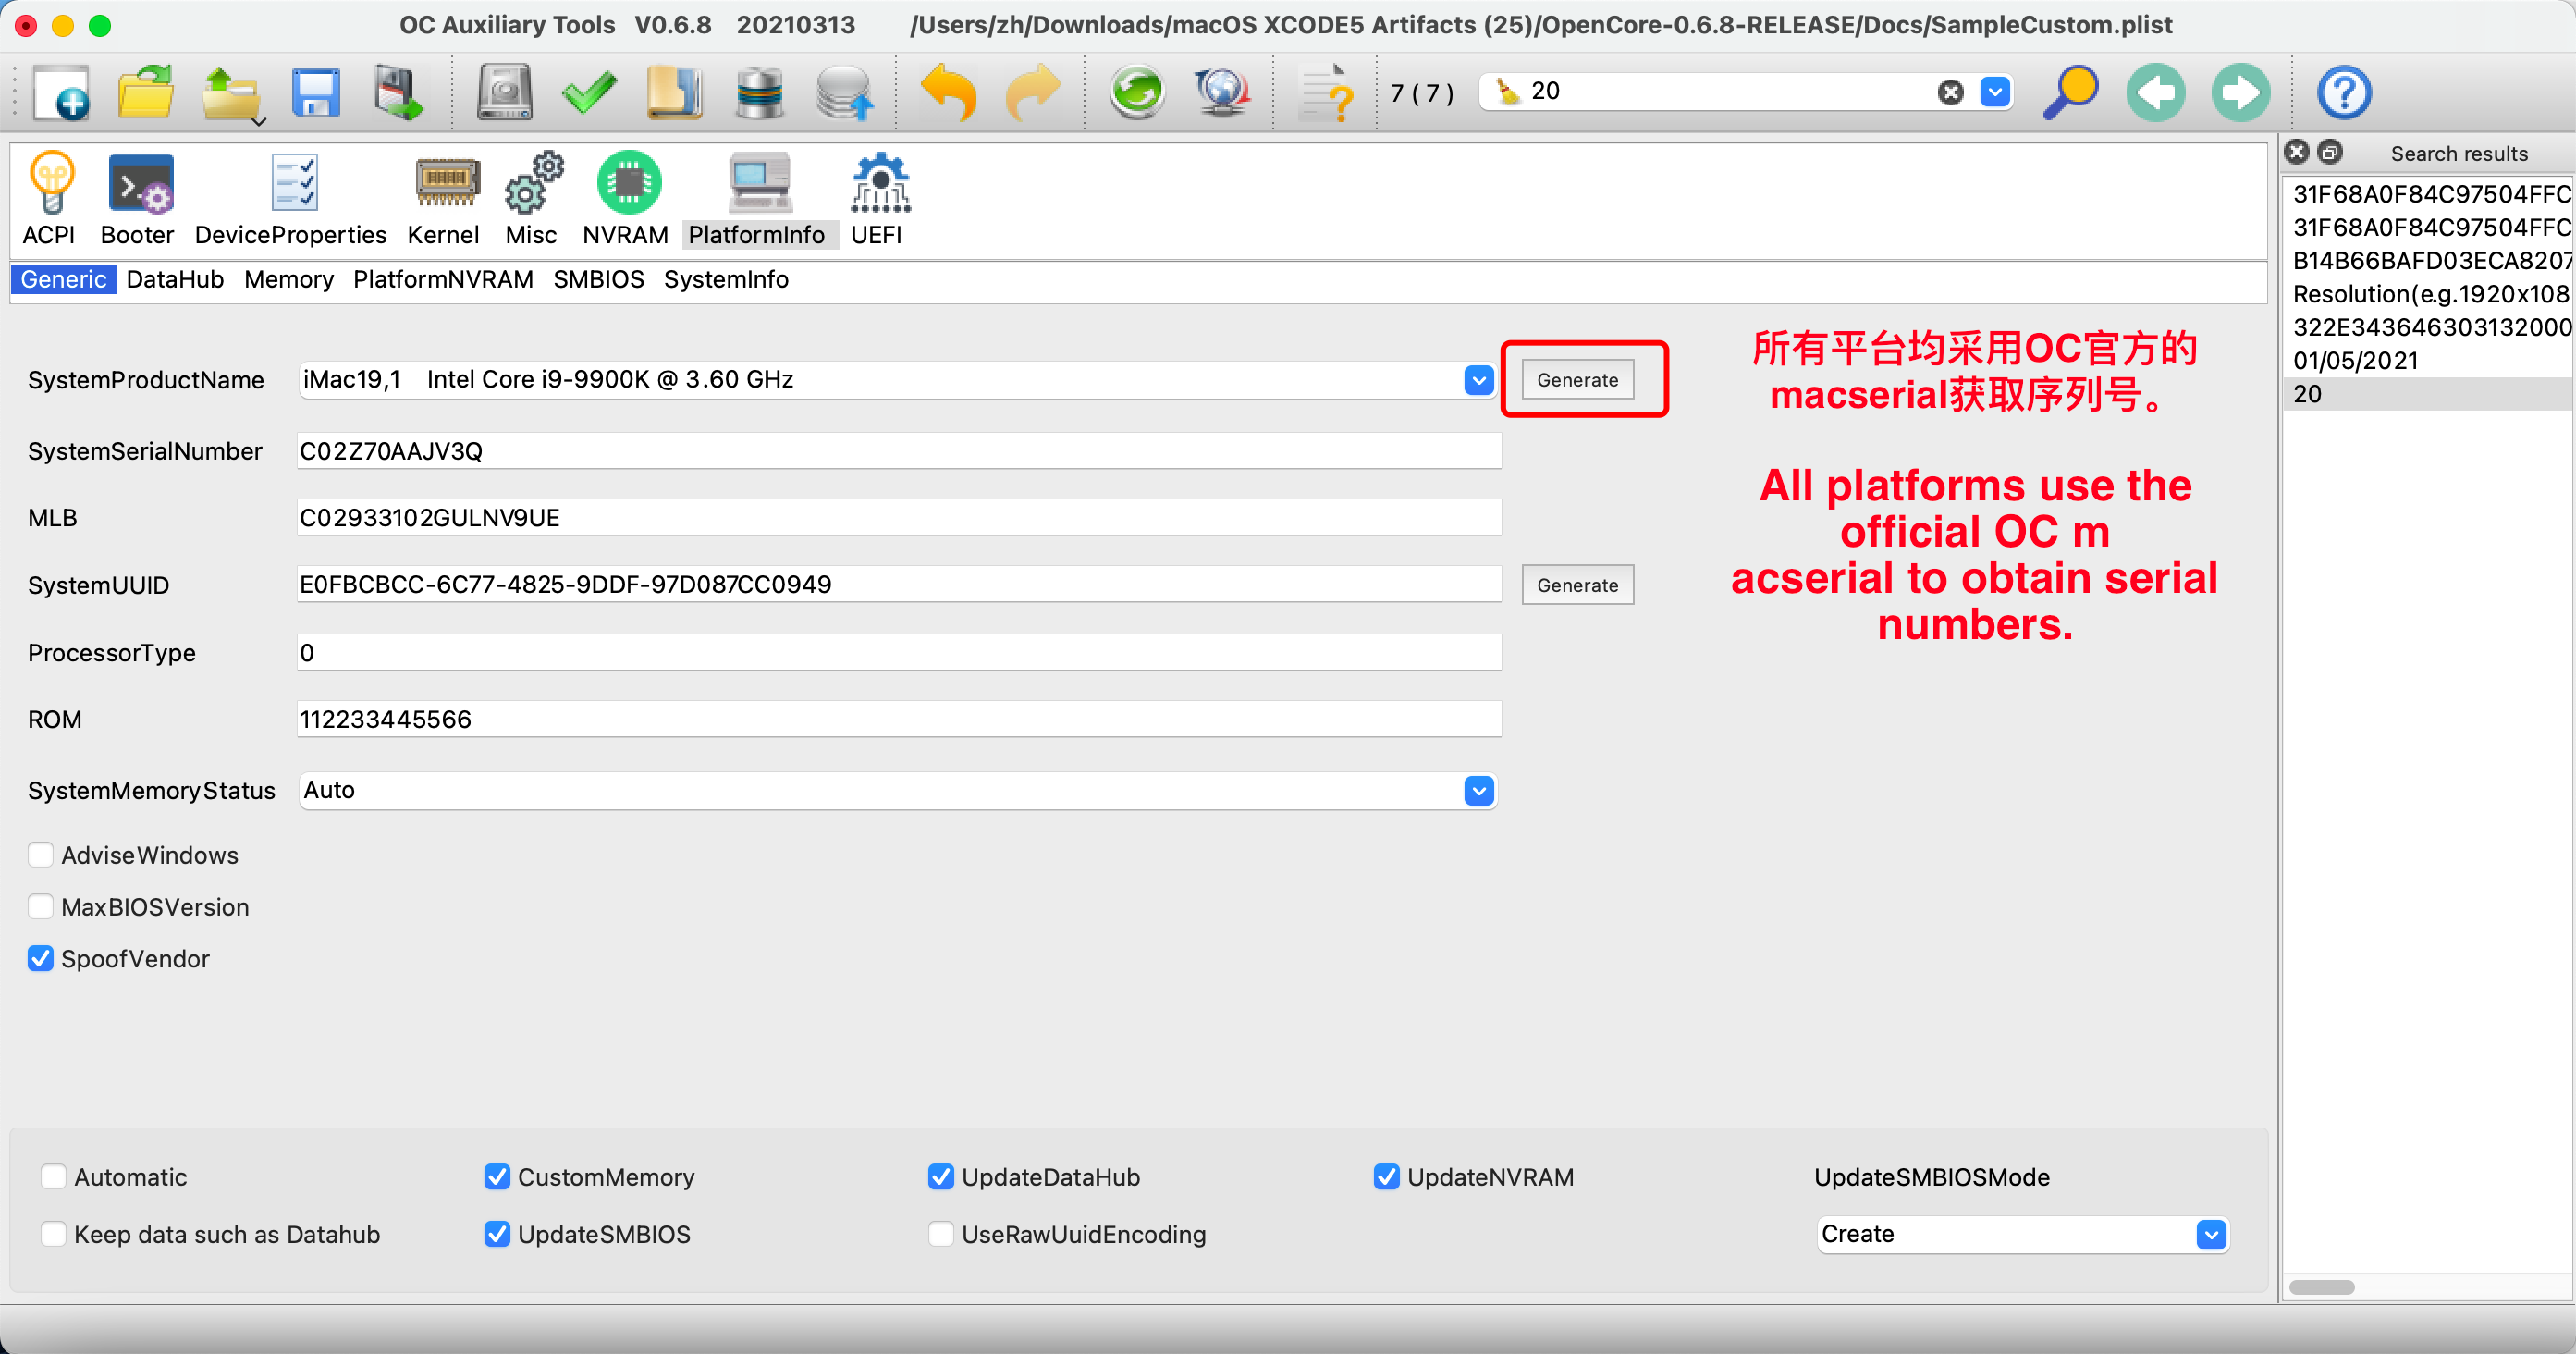 OC Auxiliary Tools V0.6.8 20210313 /Users/zh/Downloads/macOS XCODE5 Artifacts (25)/OpenCore-0.6.8-RELEASE/Docs/SampleCustom.plist
7 ( 7 ) 20
ACPI Booter DeviceProperties Kernel Misc NVRAM PlatformInfo UEFI
Generic DataHub Memory PlatformNVRAM SMBIOS SystemInfo
SystemProductName iMac19,1 Intel Core i9-9900K @ 3.60 GHz Generate
SystemSerialNumber C02Z70AAJV3Q
MLB C02933102GULNV9UE
SystemUUID E0FBCBCC-6C77-4825-9DDF-97D087CC0949 Generate
ProcessorType 0
ROM 112233445566
SystemMemoryStatus Auto
AdviseWindows
MaxBIOSVersion
SpoofVendor
所有平台均采用OC官方的
macserial获取序列号。
All platforms use the
official OC m
acserial to obtain serial
numbers.
Automatic CustomMemory UpdateDataHub UpdateNVRAM UpdateSMBIOSMode
Keep data such as Datahub UpdateSMBIOS UseRawUuidEncoding Create
Search results
31F68A0F84C97504FFC
31F68A0F84C97504FFC
B14B66BAFD03ECA8207
Resolution(e.g.1920x108
322E343646303132000
01/05/2021
20